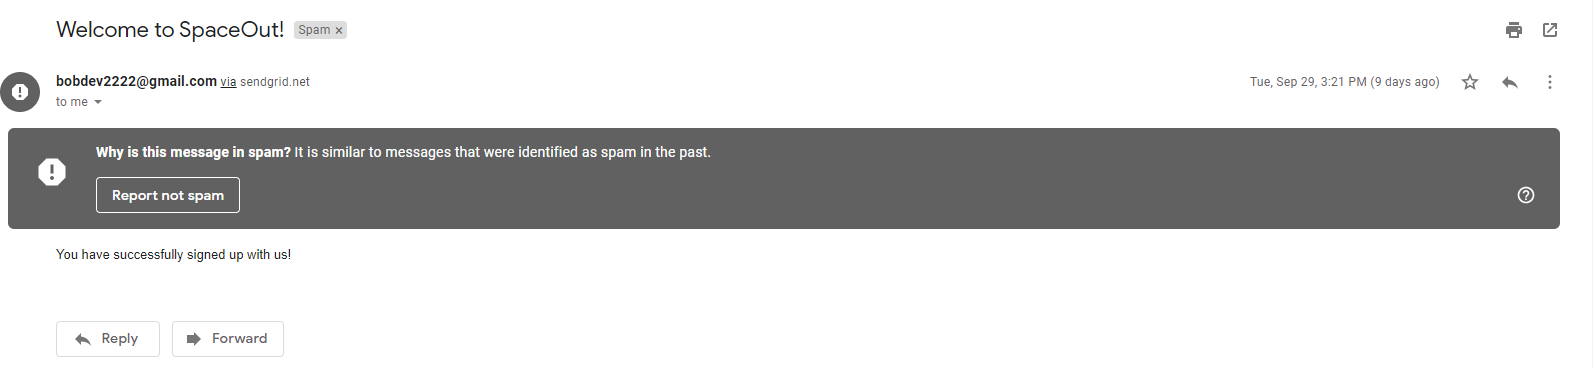 Welcome to SpaceOut! Spam ×
bobdev2222@gmail.com via sendgrid.net
Tue, Sep 29, 3:21 PM (9 days ago)
to me
Why is this message in spam? It is similar to messages that were identified as spam in the past.
Report not spam
You have successfully signed up with us!
Reply Forward